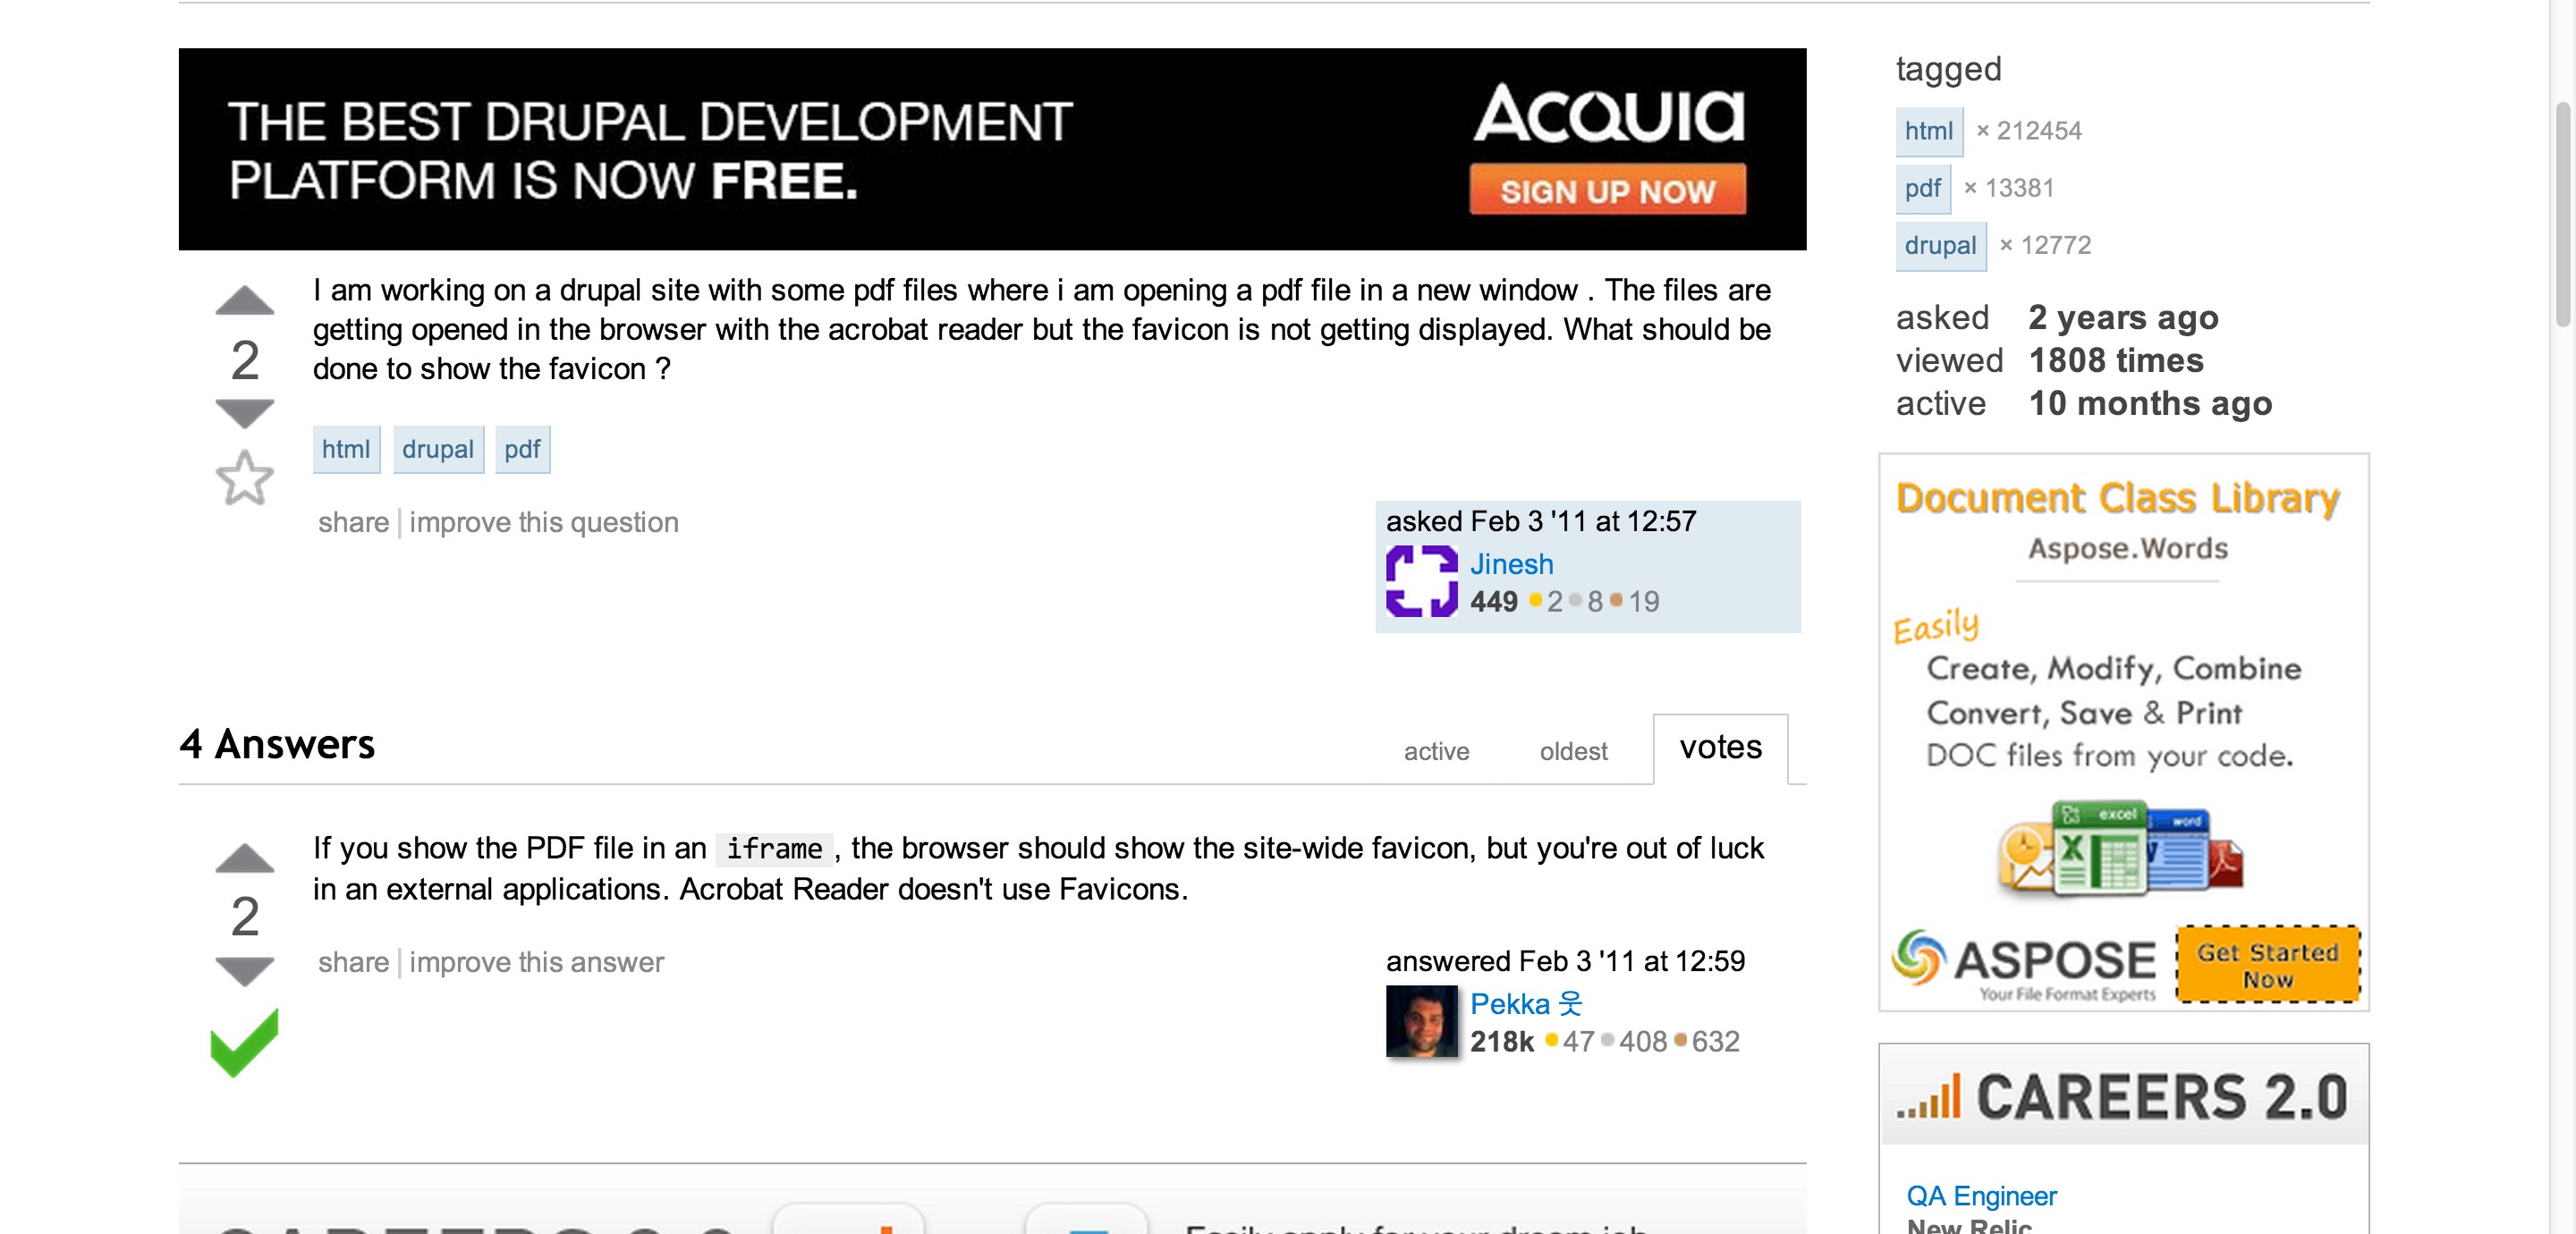 THE BEST DRUPAL DEVELOPMENT
PLATFORM IS NOW FREE.
ACQUIA
SIGN UP NOW
2
I am working on a drupal site with some pdf files where i am opening a pdf file in a new window . The files are
getting opened in the browser with the acrobat reader but the favicon is not getting displayed. What should be
done to show the favicon ?
html drupal pdf
share improve this question
asked Feb 3 '11 at 12:57
Jinesh
449 2 8 19
4 Answers
active oldest votes
2
If you show the PDF file in an iframe , the browser should show the site-wide favicon, but you're out of luck
in an external applications. Acrobat Reader doesn't use Favicons.
share improve this answer
answered Feb 3 '11 at 12:59
Pekka 웃
218k 47 408 632
Easily apply for your dream job
tagged
html × 212454
pdf × 13381
drupal × 12772
asked 2 years ago
viewed 1808 times
active 10 months ago
Document Class Library
Aspose.Words
Easily
Create, Modify, Combine
Convert, Save & Print
DOC files from your code.
excel
word
ASPOSE
Your File Format Experts
Get Started
Now
CAREERS 2.0
QA Engineer
New Relic